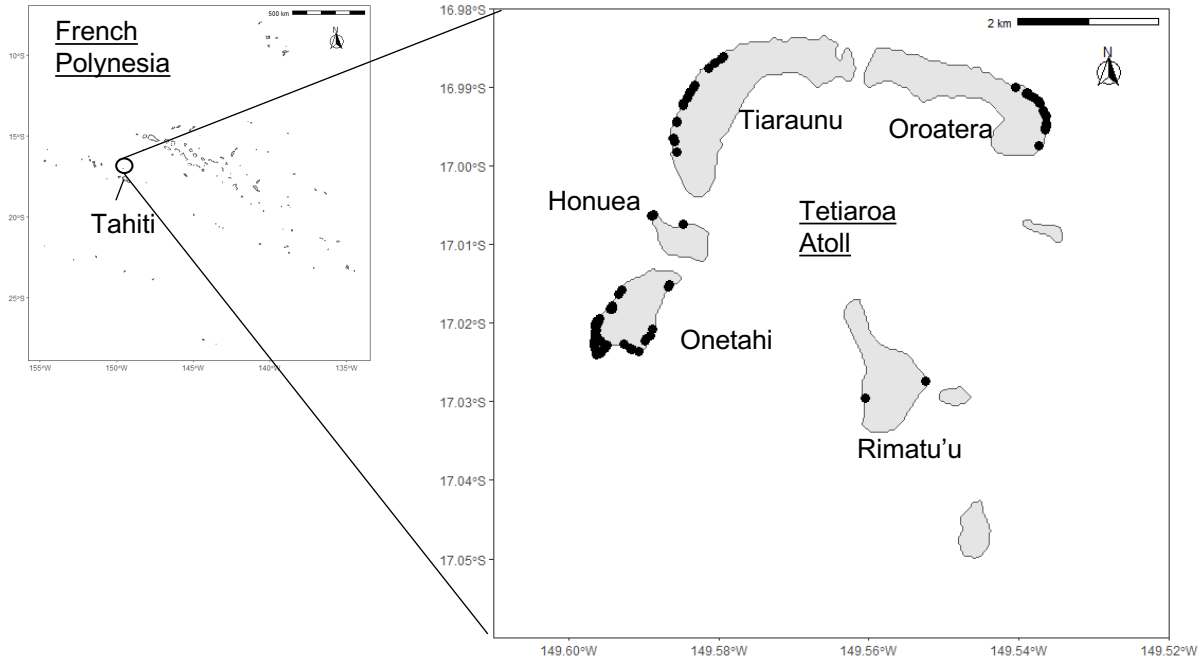 French
Polynesia
500 km
N
10°S
15°S
20°S
25°S
Tahiti
155°W
150°W
145°W
140°W
135°W
16.98°S
16.99°S
17.00°S
17.01°S
17.02°S
17.03°S
17.04°S
17.05°S
2 km
N
Tiaraunu
Oroatera
Honuea
Tetiaroa
Atoll
Onetahi
Rimatu'u
149.60°W
149.58°W
149.56°W
149.54°W
149.52°W